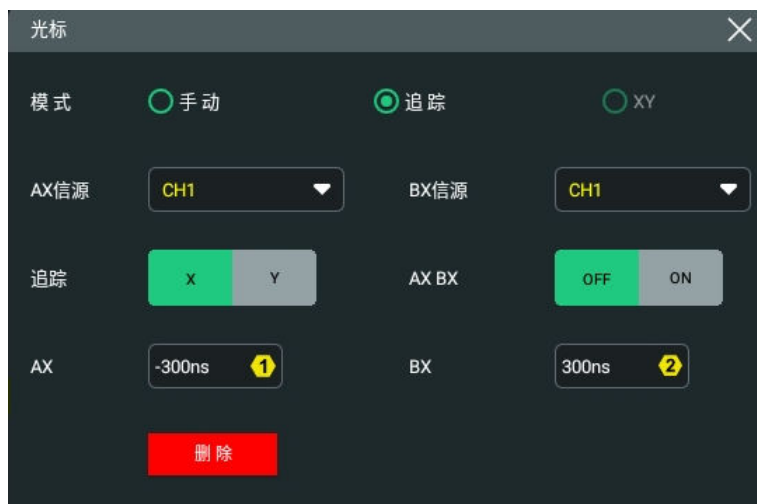 光标
模式 手动 追踪 XY
AX信源 CH1 BX信源 CH1
追踪 X Y AX BX OFF ON
AX -300ns 1 BX 300ns 2
删除